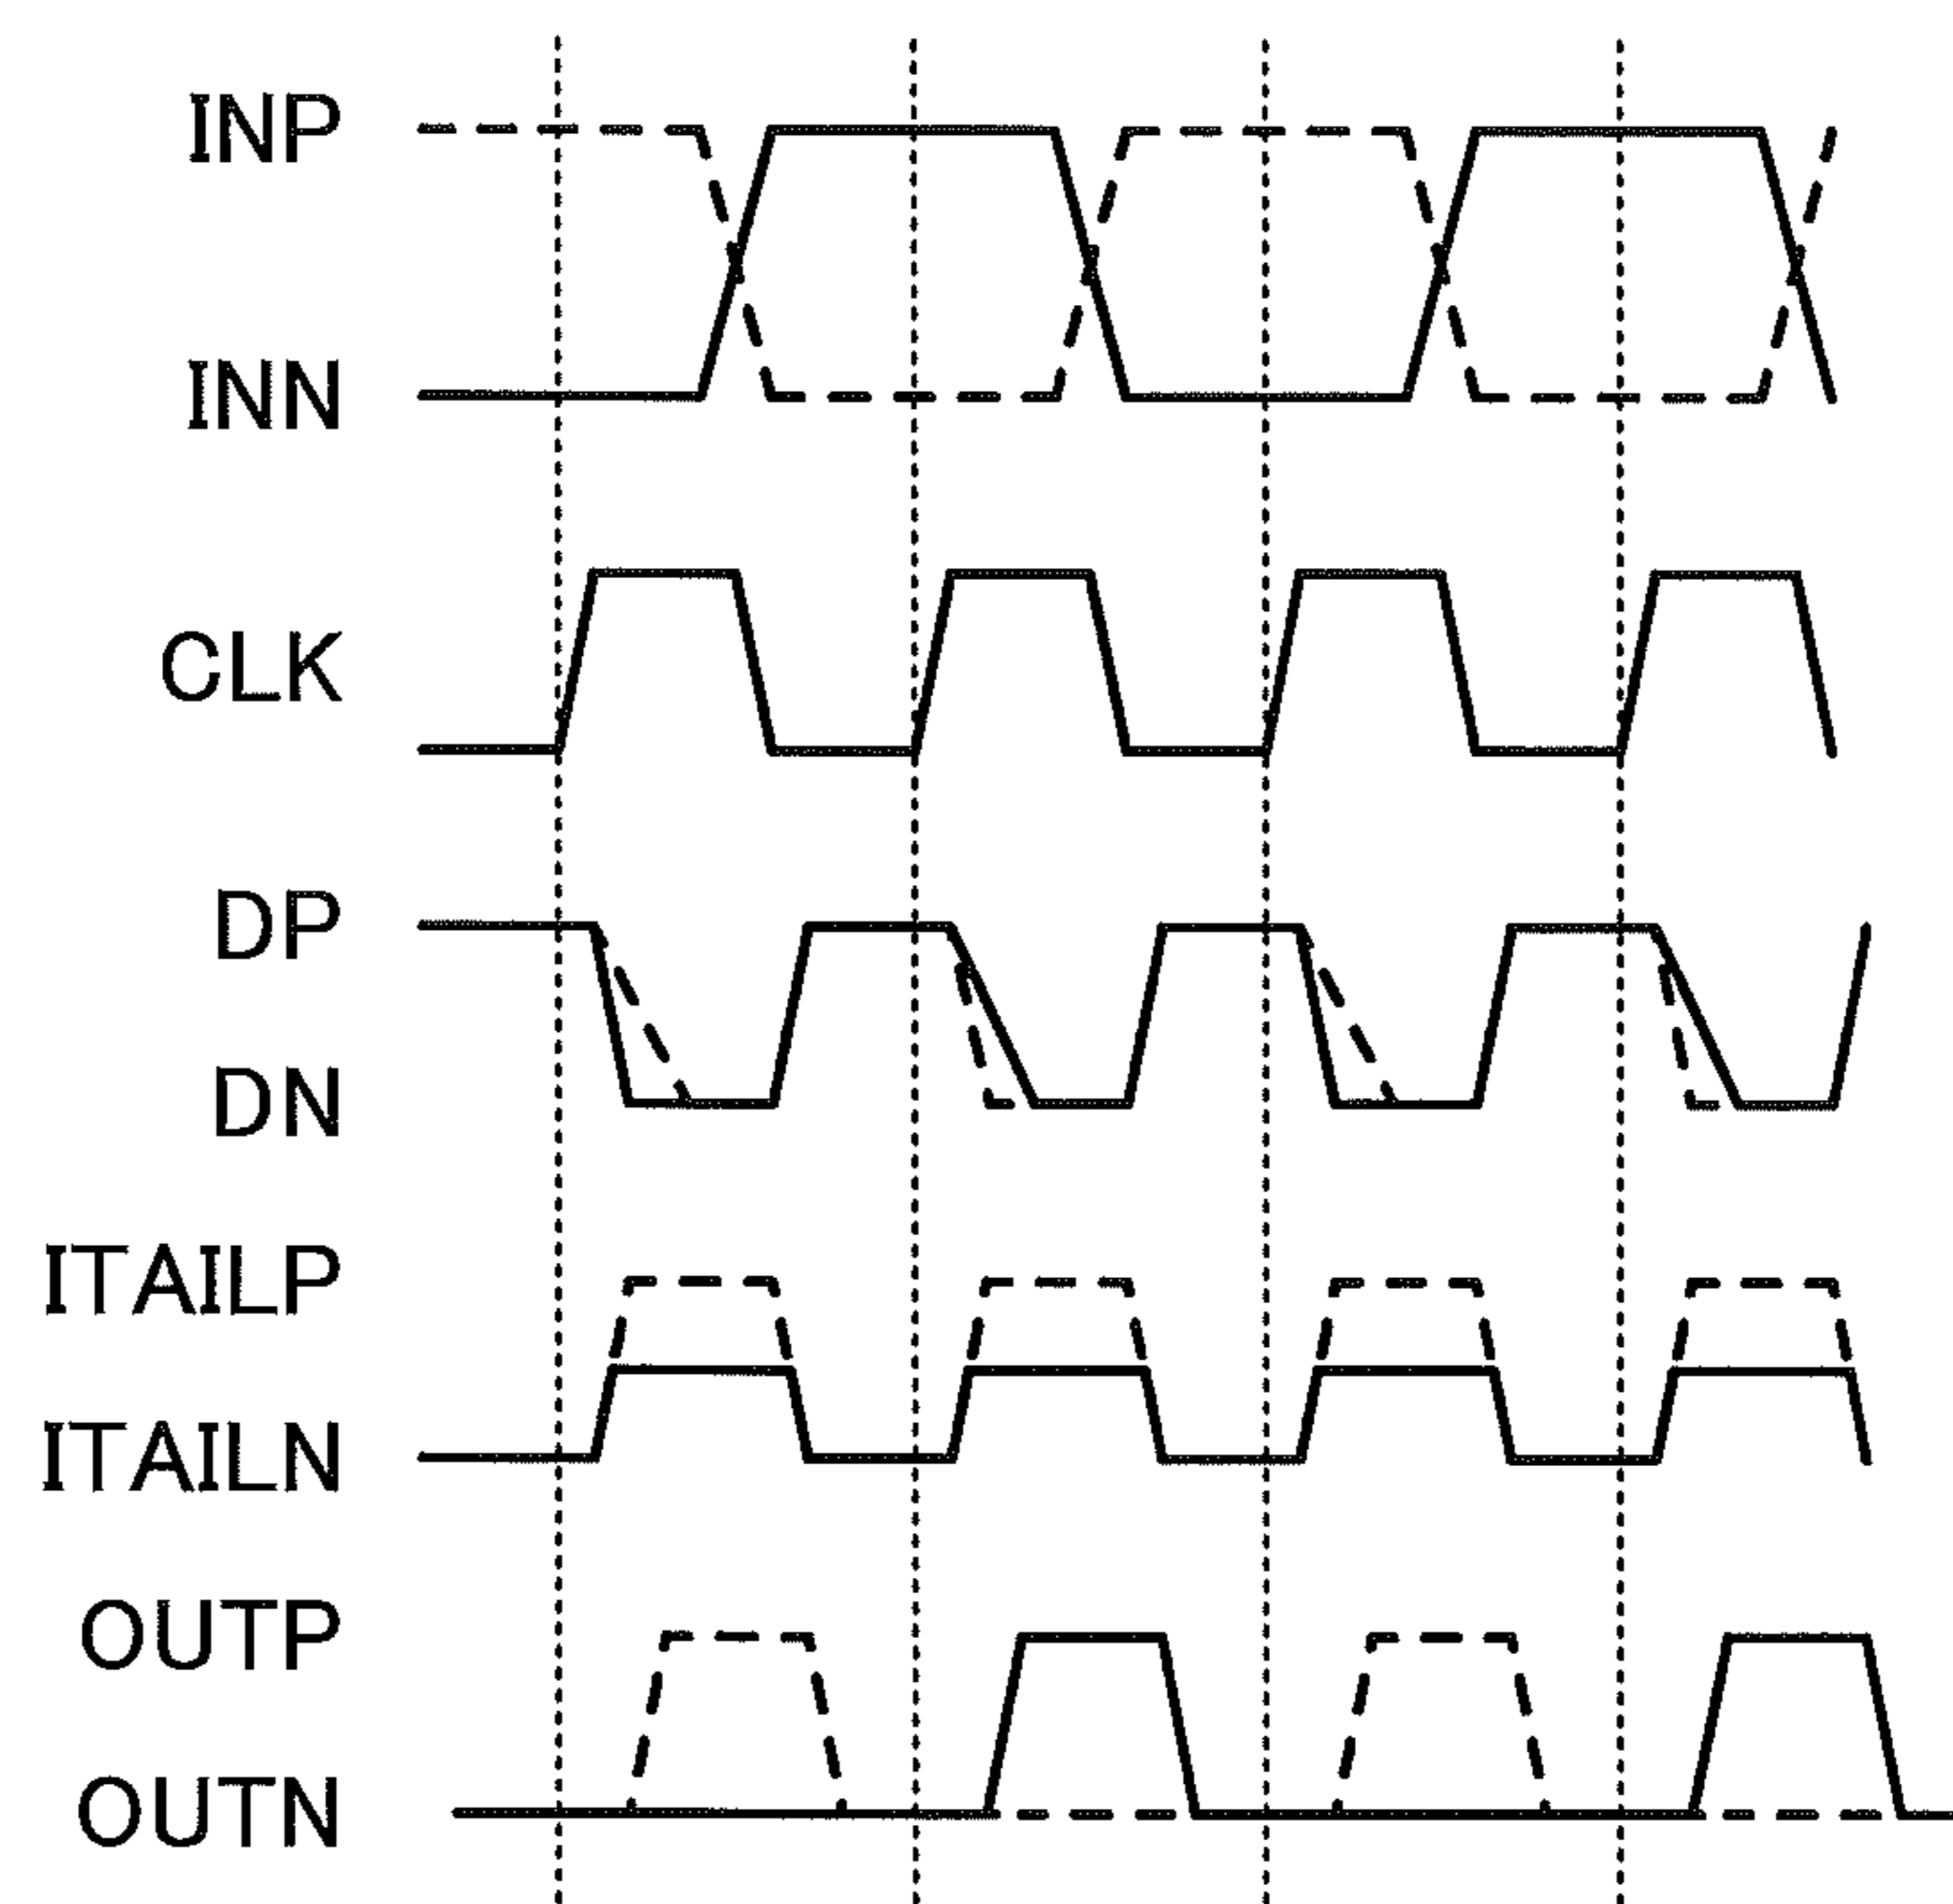 INP
INN
CLK
DP
DN
ITAILP
ITAILN
OUTP
OUTN